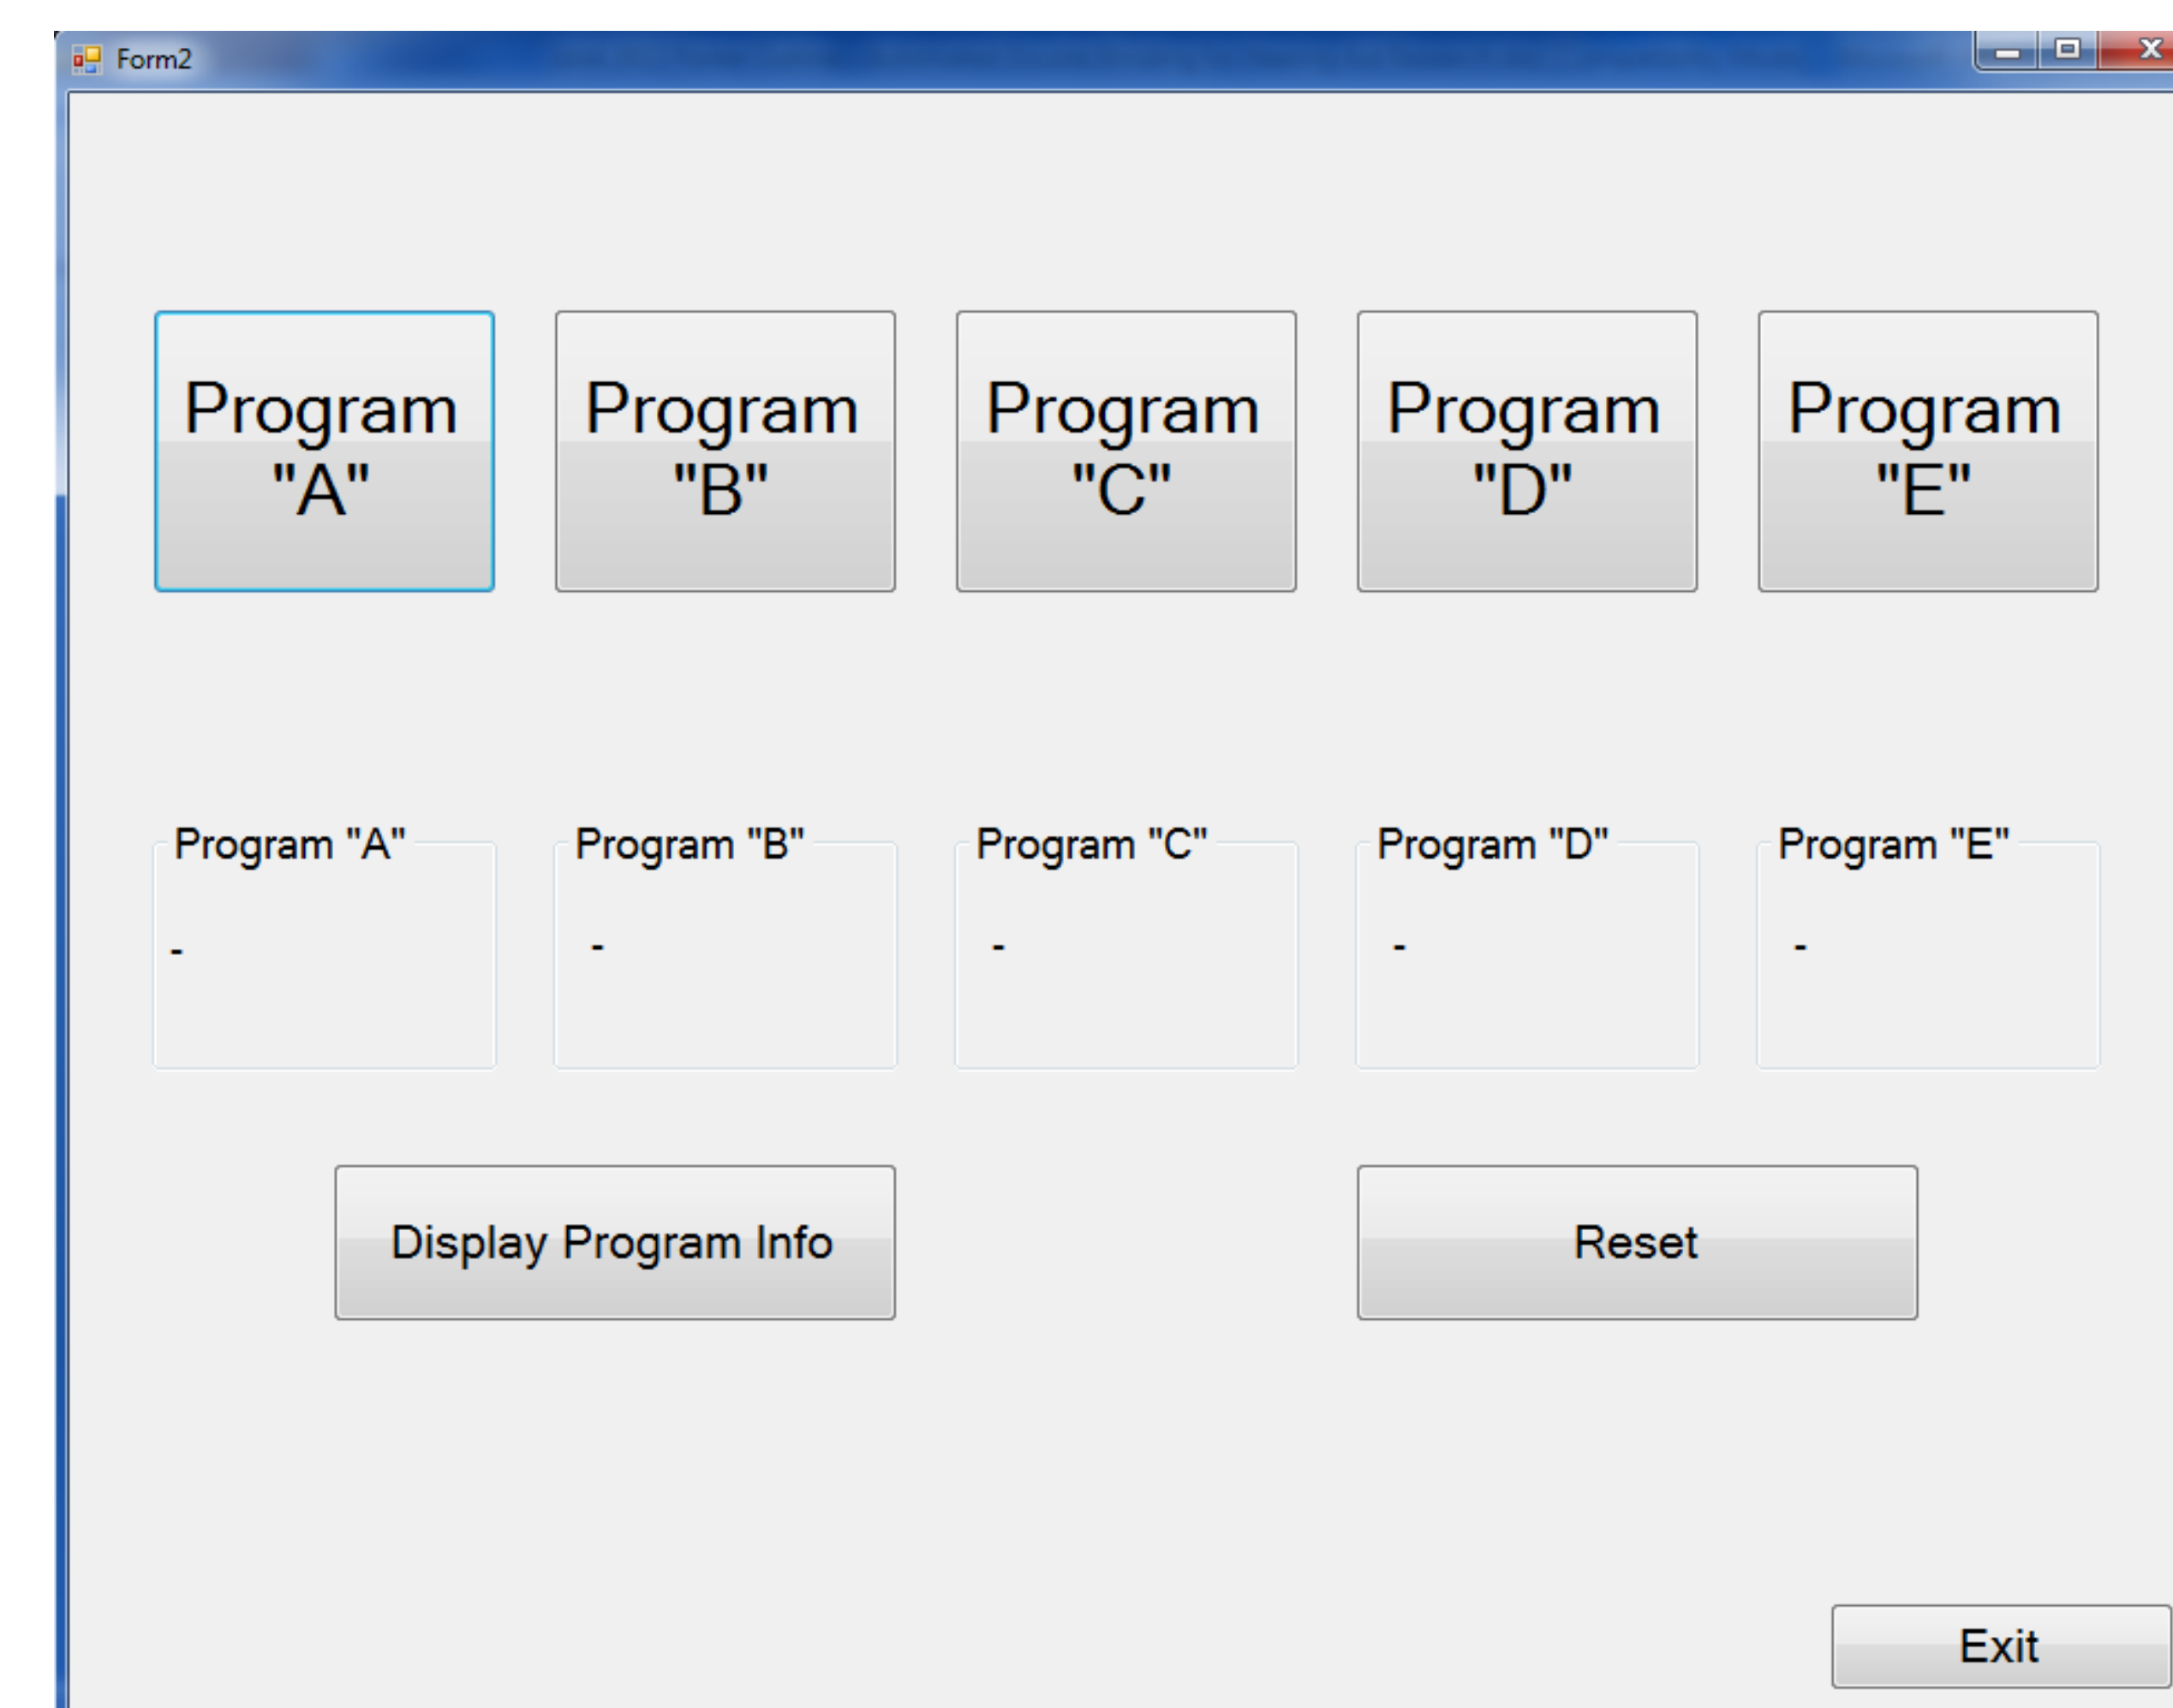 Form2
Program
"A"
Program
"B"
Program
"C"
Program
"D"
Program
"E"
Program "A"
Program "B"
Program "C"
Program "D"
Program "E"
-
-
-
-
-
Display Program Info
Reset
Exit